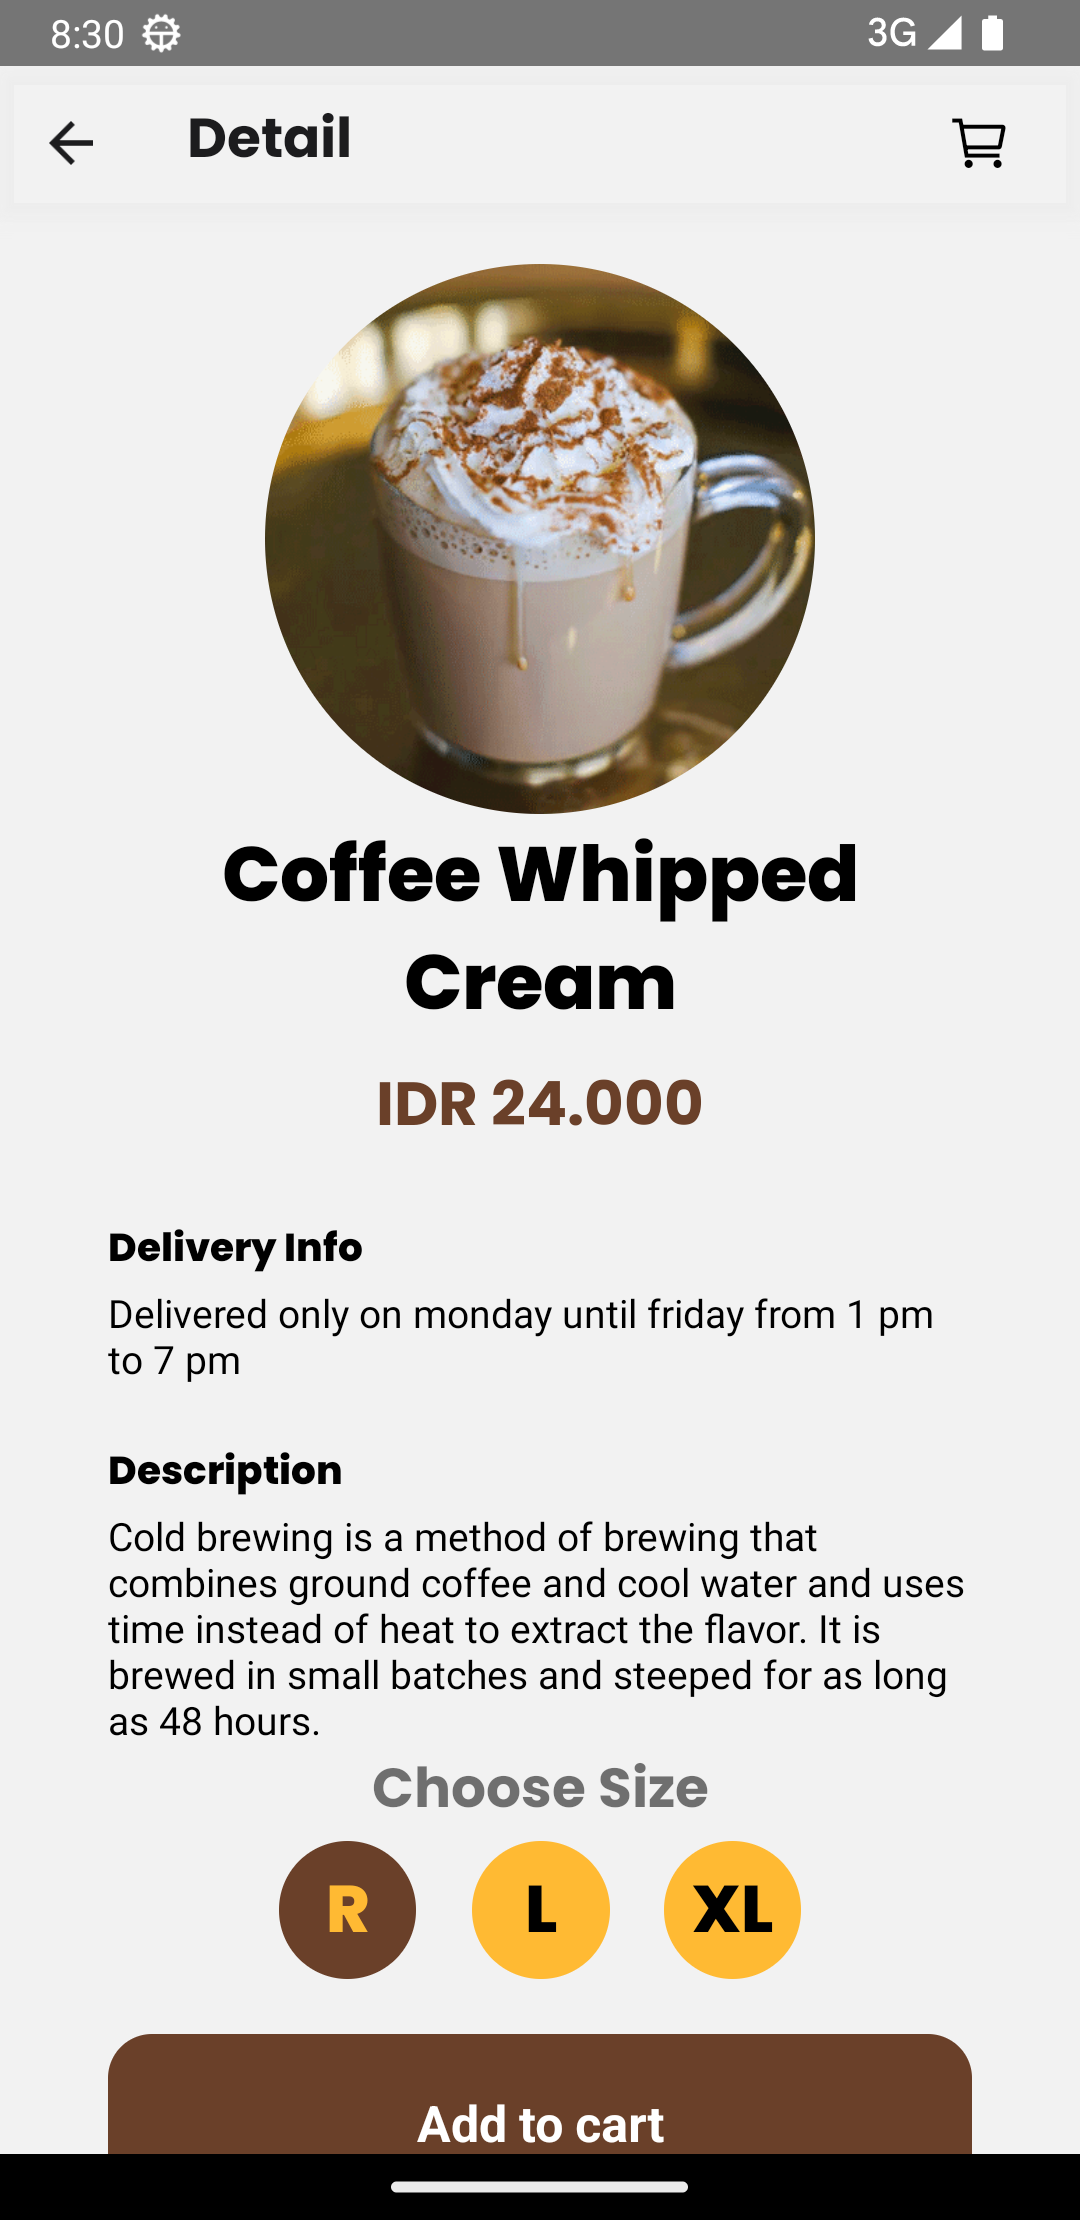 8:30
3G
Detail
Coffee Whipped
Cream
IDR 24.000
Delivery Info
Delivered only on monday until friday from 1 pm
to 7 pm
Description
Cold brewing is a method of brewing that
combines ground coffee and cool water and uses
time instead of heat to extract the flavor. It is
brewed in small batches and steeped for as long
as 48 hours.
Choose Size
R L XL
Add to cart